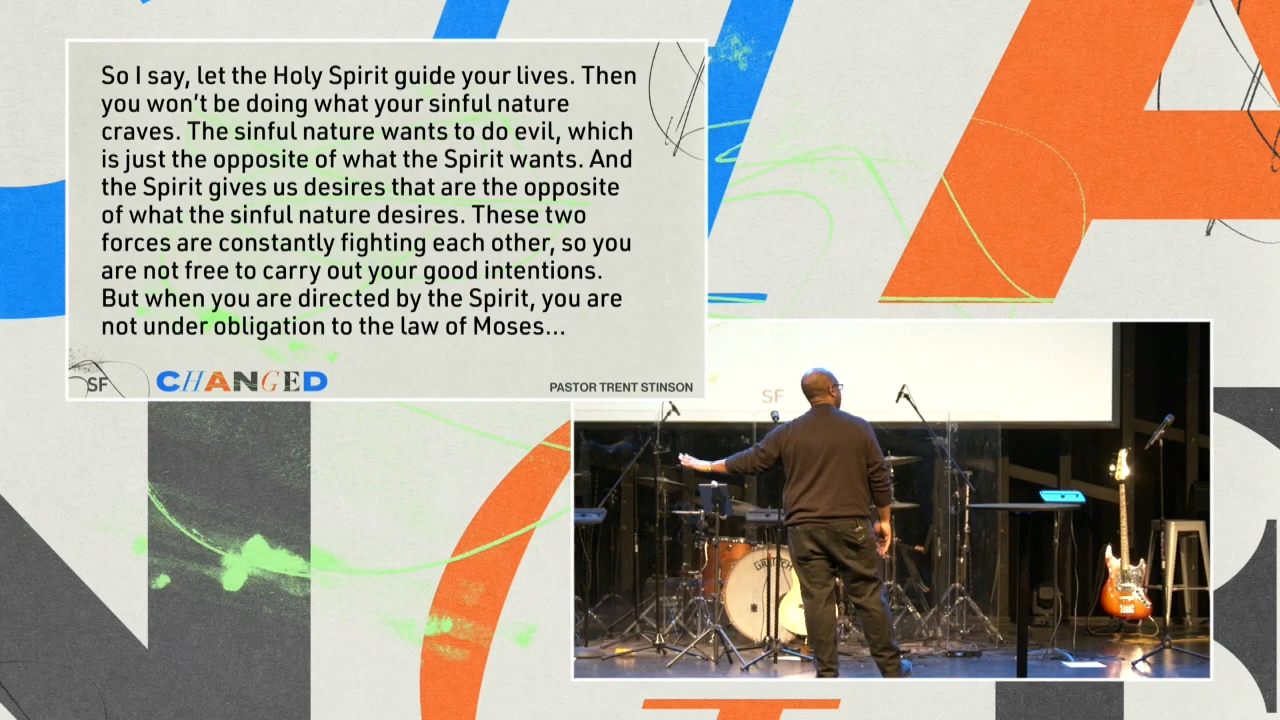 So I say, let the Holy Spirit guide your lives. Then
you won't be doing what your sinful nature
craves. The sinful nature wants to do evil, which
is just the opposite of what the Spirit wants. And
the Spirit gives us desires that are the opposite
of what the sinful nature desires. These two
forces are constantly fighting each other, so you
are not free to carry out your good intentions.
But when you are directed by the Spirit, you are
not under obligation to the law of Moses...
SF
CHANGED
PASTOR TRENT STINSON
SF
GRETSCH